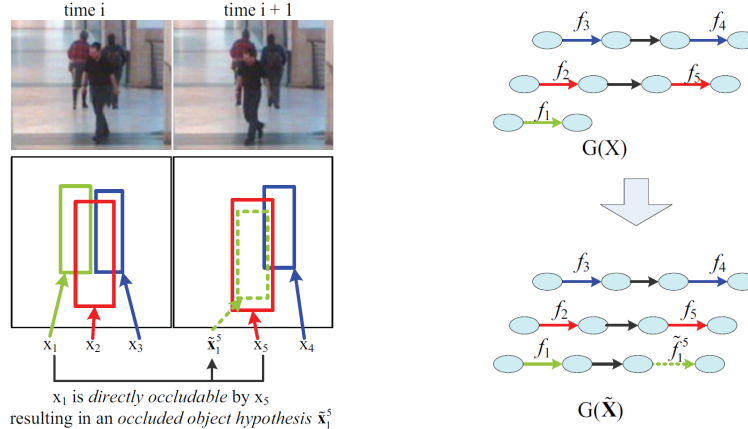 time i
time i + 1
x₁ x₂ x₃ x̃₁⁵ x₅ x₄
x₁ is directly occludable by x₅
resulting in an occluded object hypothesis x̃₁⁵
f₃ f₄
f₂ f₅
f₁
G(X)
f₃ f₄
f₂ f₅
f₁ f̃₁⁵
G(X̃)